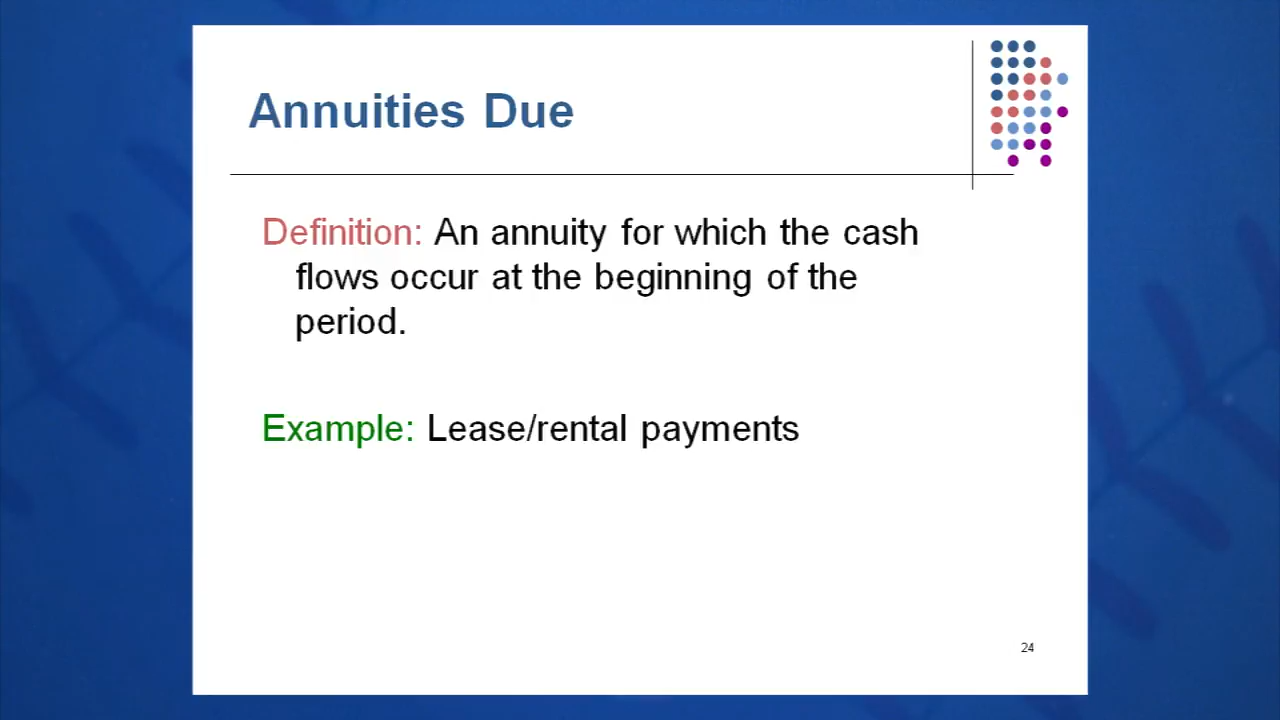 Annuities Due
Definition: An annuity for which the cash
flows occur at the beginning of the
period.
Example: Lease/rental payments
24